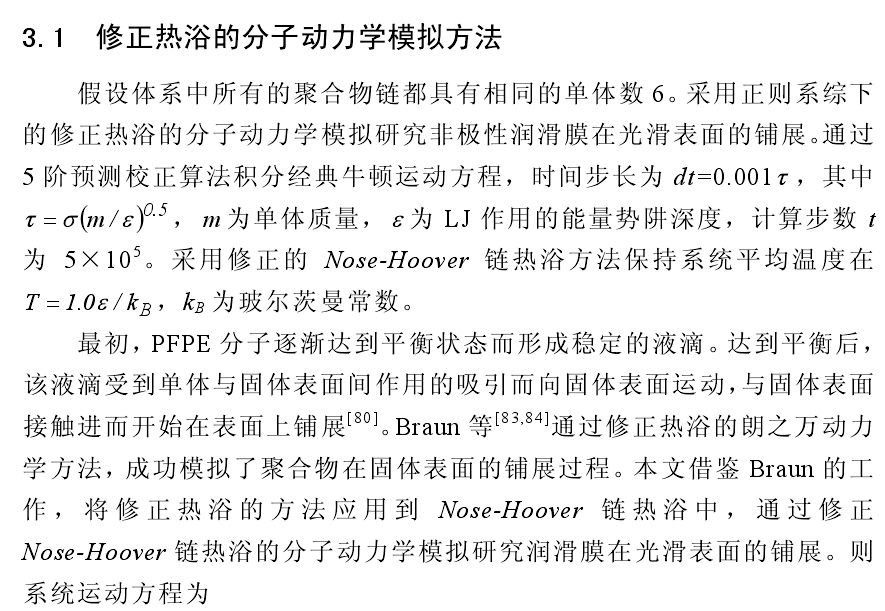 3.1 修正热浴的分子动力学模拟方法
假设体系中所有的聚合物链都具有相同的单体数 6。采用正则系综下
的修正热浴的分子动力学模拟研究非极性润滑膜在光滑表面的铺展。通过
5 阶预测校正算法积分经典牛顿运动方程，时间步长为 dt=0.001τ，其中
τ=σ(m/ε)^0.5，m 为单体质量，ε 为 LJ 作用的能量势阱深度，计算步数 t
为 5×10^5。采用修正的 Nose-Hoover 链热浴方法保持系统平均温度在
T=1.0ε/k_B，k_B 为玻尔茨曼常数。
最初，PFPE 分子逐渐达到平衡状态而形成稳定的液滴。达到平衡后，
该液滴受到单体与固体表面间作用的吸引而向固体表面运动，与固体表面
接触进而开始在表面上铺展[80]。Braun 等[83,84]通过修正热浴的朗之万动力
学方法，成功模拟了聚合物在固体表面的铺展过程。本文借鉴 Braun 的工
作，将修正热浴的方法应用到 Nose-Hoover 链热浴中，通过修正
Nose-Hoover 链热浴的分子动力学模拟研究润滑膜在光滑表面的铺展。则
系统运动方程为